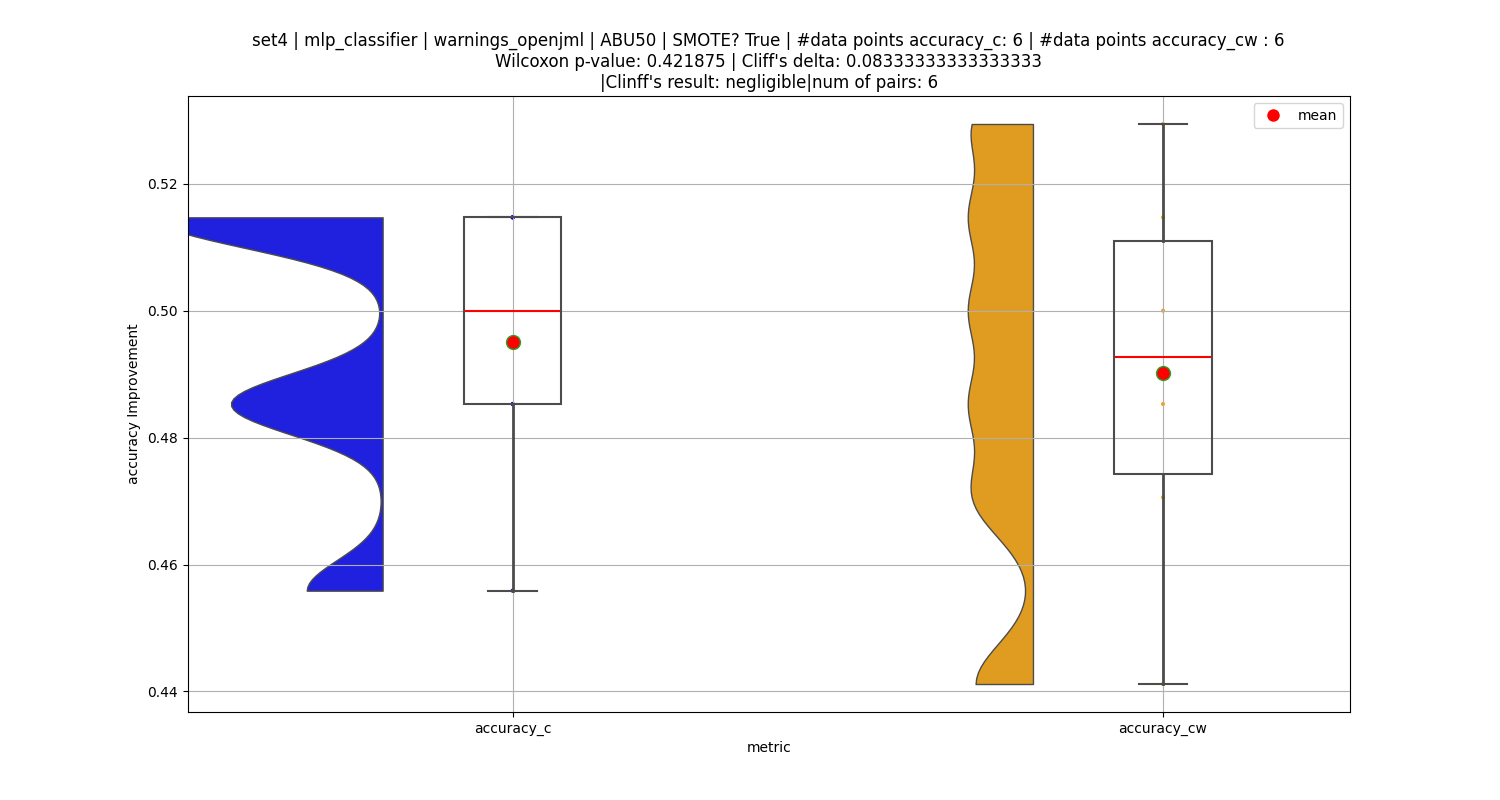 set4 | mlp_classifier | warnings_openjml | ABU50 | SMOTE? True | #data points accuracy_c: 6 | #data points accuracy_cw : 6
Wilcoxon p-value: 0.421875 | Cliff's delta: 0.08333333333333333
|Clinff's result: negligible|num of pairs: 6
mean
0.52
0.50
0.48
0.46
0.44
accuracy Improvement
accuracy_c
accuracy_cw
metric